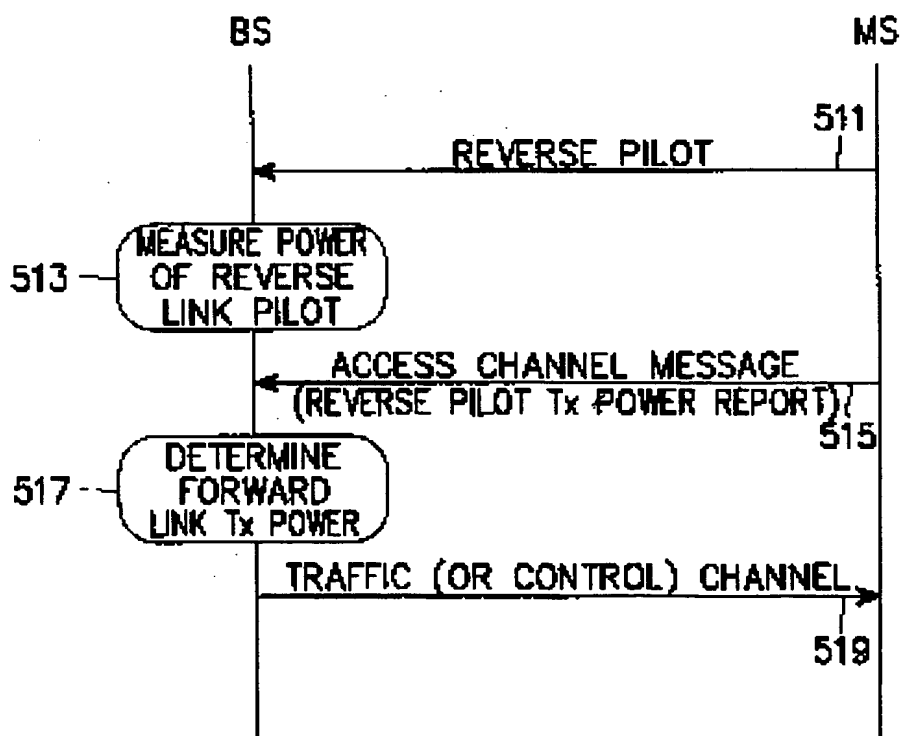 BS
MS
511
REVERSE PILOT
513
MEASURE POWER
OF REVERSE
LINK PILOT
ACCESS CHANNEL MESSAGE
(REVERSE PILOT Tx POWER REPORT)
515
517
DETERMINE
FORWARD
LINK Tx POWER
TRAFFIC (OR CONTROL) CHANNEL
519